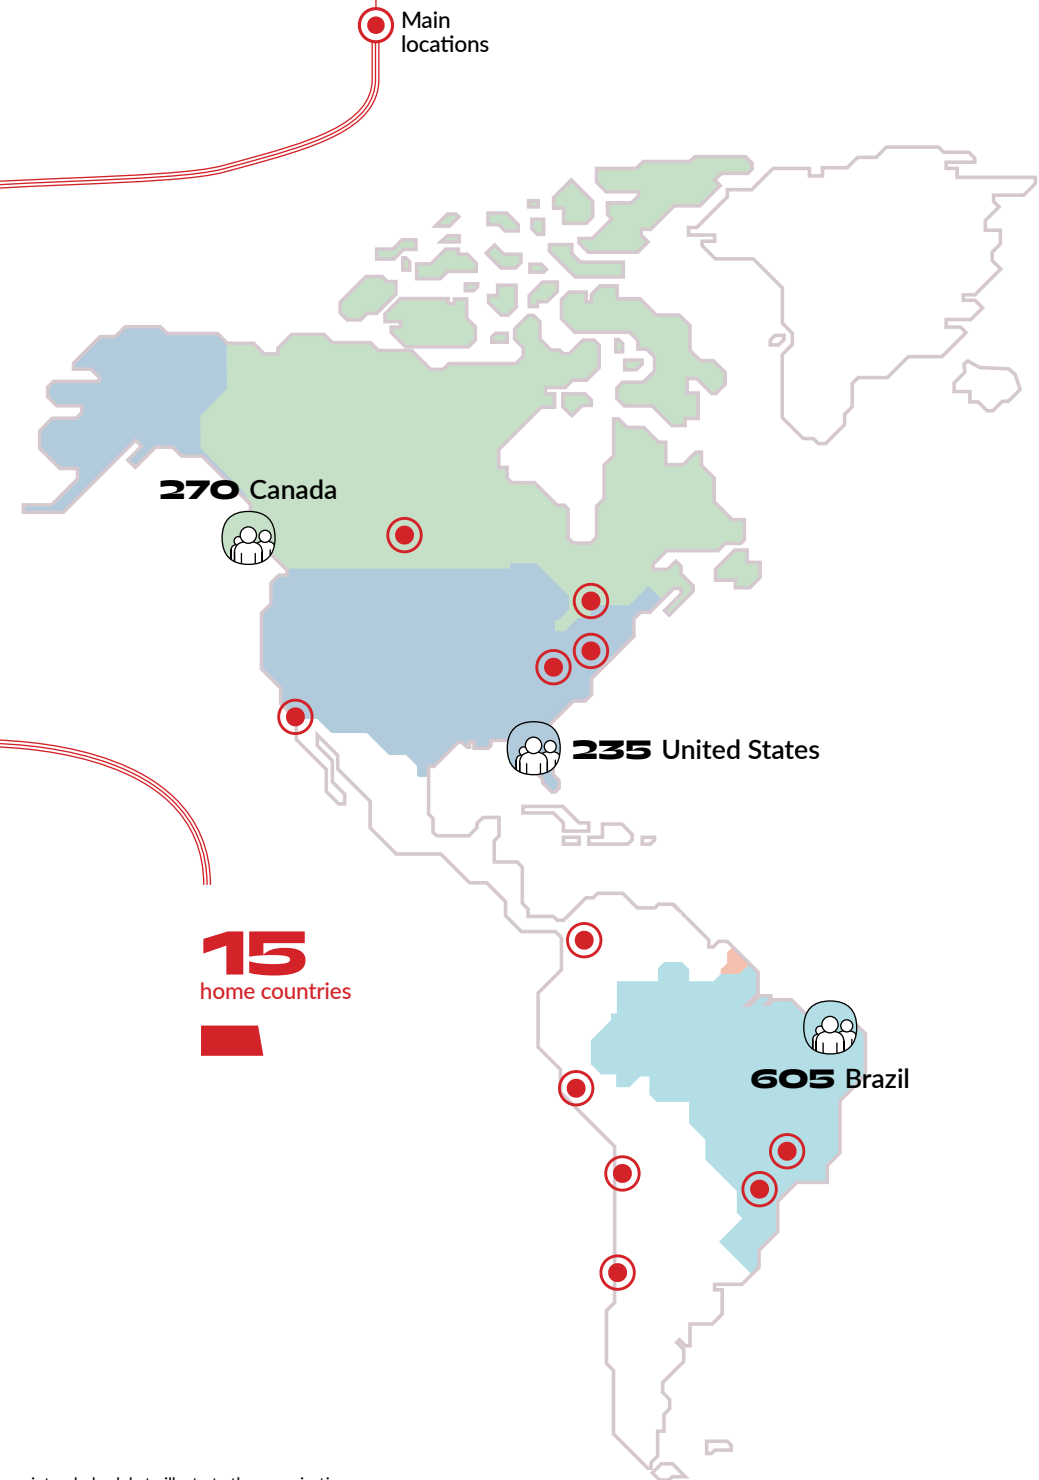 Main
locations
270 Canada
235 United States
15
home countries
605 Brazil